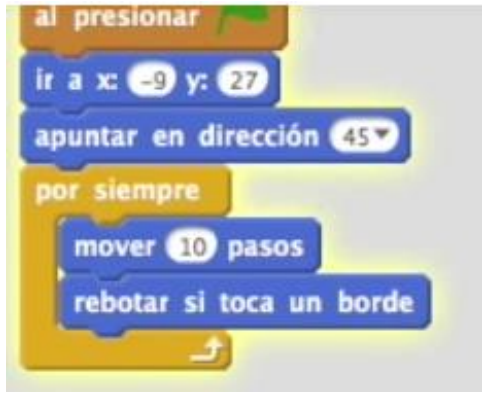 al presionar
ir a x: -9 y: 27
apuntar en dirección 45
por siempre
mover 10 pasos
rebotar si toca un borde